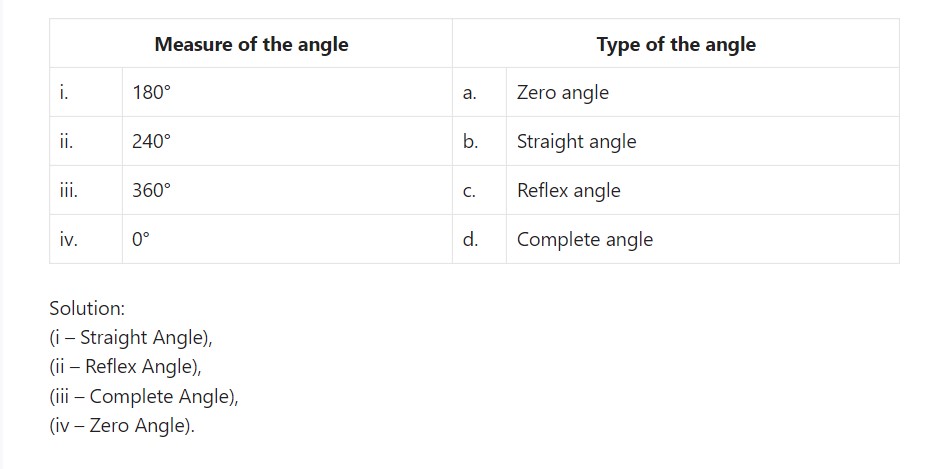 Measure of the angle Type of the angle
i. 180° a. Zero angle
ii. 240° b. Straight angle
iii. 360° c. Reflex angle
iv. 0° d. Complete angle
Solution:
(i – Straight Angle),
(ii – Reflex Angle),
(iii – Complete Angle),
(iv – Zero Angle).